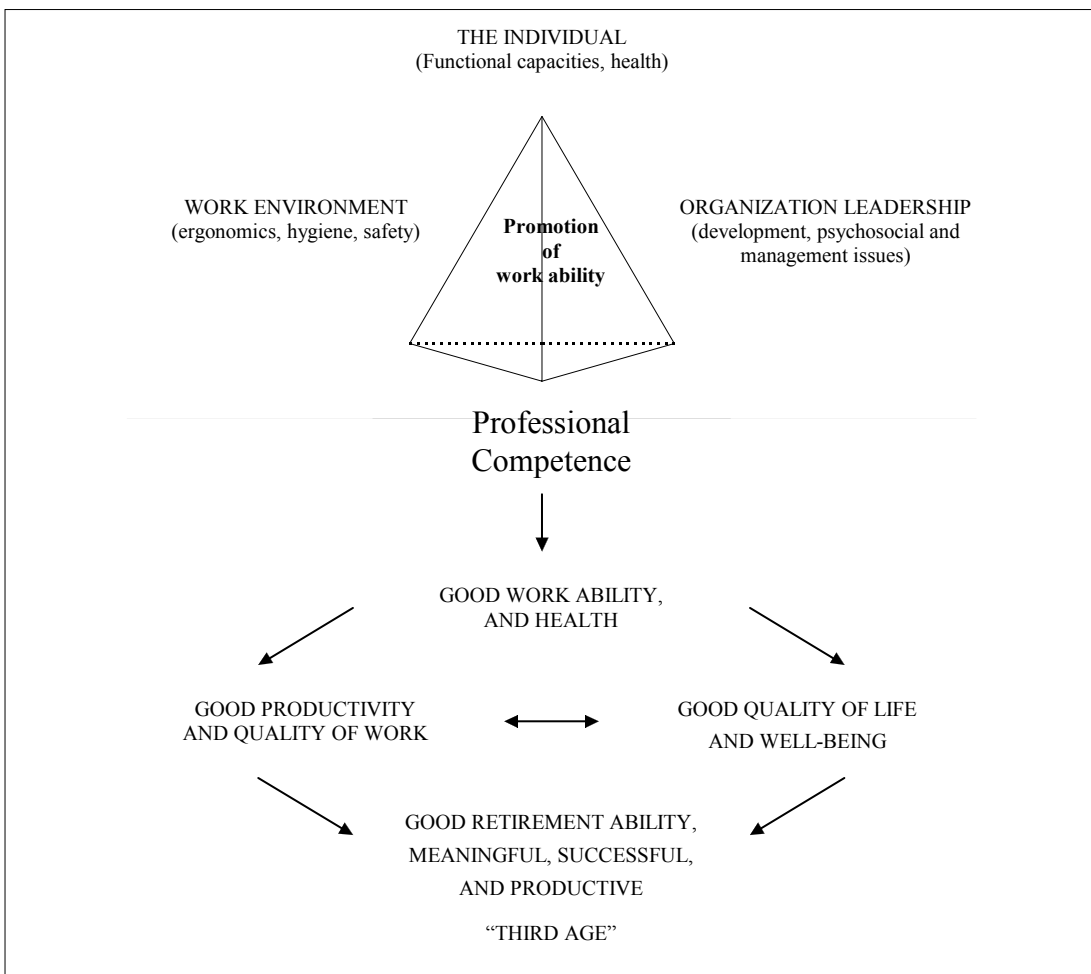 THE INDIVIDUAL
(Functional capacities, health)
WORK ENVIRONMENT
(ergonomics, hygiene, safety)
Promotion
of
work ability
ORGANIZATION LEADERSHIP
(development, psychosocial and
management issues)
Professional
Competence
GOOD WORK ABILITY,
AND HEALTH
GOOD PRODUCTIVITY
AND QUALITY OF WORK
GOOD QUALITY OF LIFE
AND WELL-BEING
GOOD RETIREMENT ABILITY,
MEANINGFUL, SUCCESSFUL,
AND PRODUCTIVE
“THIRD AGE”